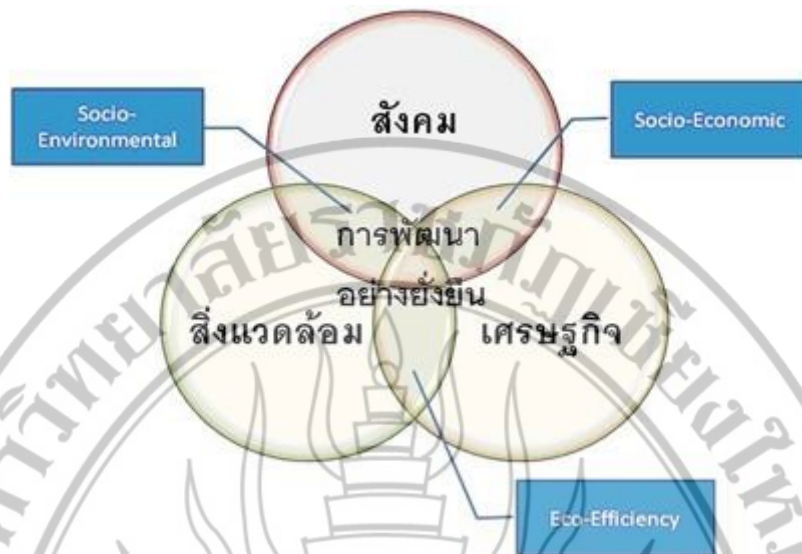 สังคม
Socio-
Environmental
Socio-Economic
การพัฒนา
อย่างยั่งยืน
สิ่งแวดล้อม
เศรษฐกิจ
Eco-Efficiency